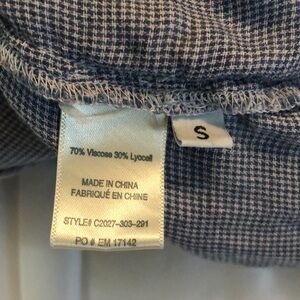 70% Viscose 30% Lyocell
S
MADE IN CHINA
FABRIQUÉ EN CHINE
STYLE# C2027-303-291
PO # EM 17142